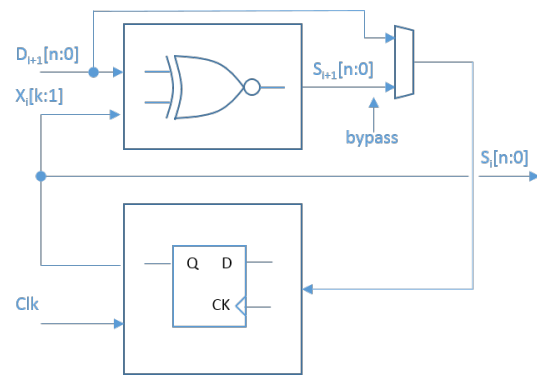 D_{i+1}[n:0]
X_i[k:1]
S_{i+1}[n:0]
bypass
S_i[n:0]
Q D
CK
Clk